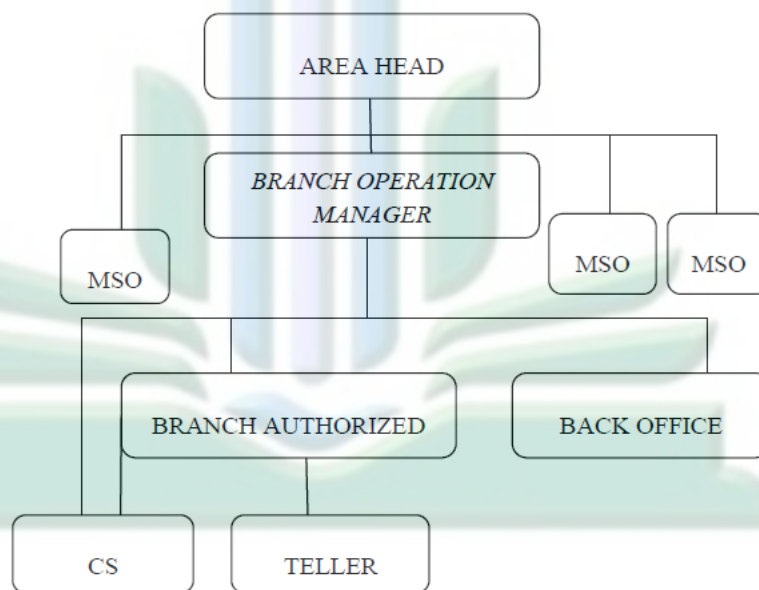 AREA HEAD
BRANCH OPERATION
MANAGER
MSO
MSO
MSO
BRANCH AUTHORIZED
BACK OFFICE
CS
TELLER